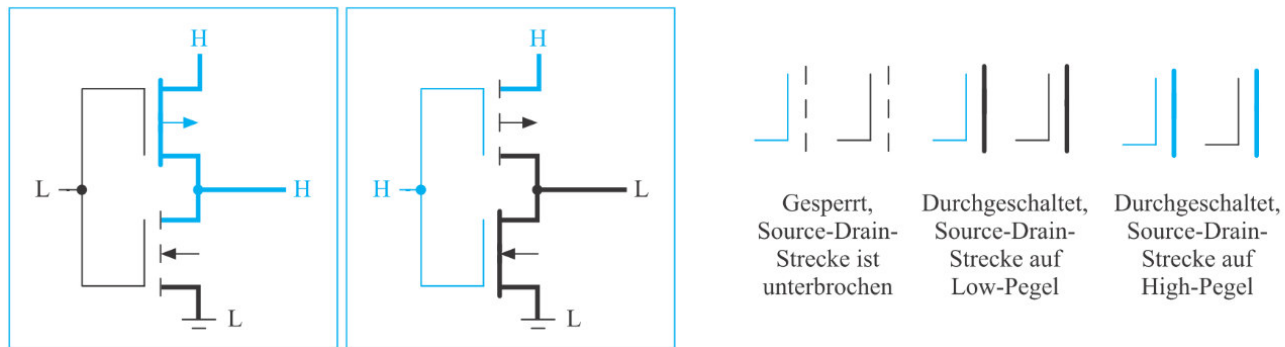 H
L
H
L
H
H
L
L
Gesperrt,
Source-Drain-
Strecke ist
unterbrochen
Durchgeschaltet,
Source-Drain-
Strecke auf
Low-Pegel
Durchgeschaltet,
Source-Drain-
Strecke auf
High-Pegel